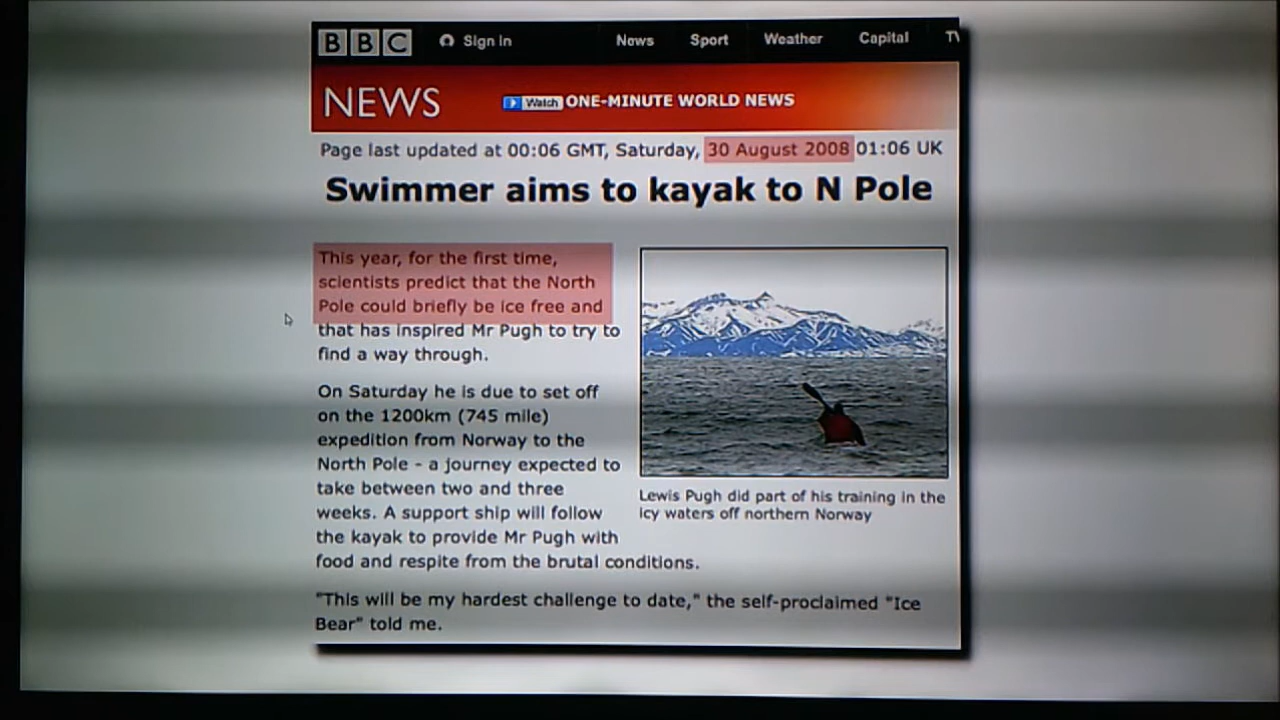 BBC Sign in News Sport Weather Capital TV
NEWS Watch ONE-MINUTE WORLD NEWS
Page last updated at 00:06 GMT, Saturday, 30 August 2008 01:06 UK
Swimmer aims to kayak to N Pole
This year, for the first time,
scientists predict that the North
Pole could briefly be ice free and
that has inspired Mr Pugh to try to
find a way through.
On Saturday he is due to set off
on the 1200km (745 mile)
expedition from Norway to the
North Pole - a journey expected to
take between two and three
weeks. A support ship will follow
the kayak to provide Mr Pugh with
food and respite from the brutal conditions.
Lewis Pugh did part of his training in the
icy waters off northern Norway
"This will be my hardest challenge to date," the self-proclaimed "Ice
Bear" told me.